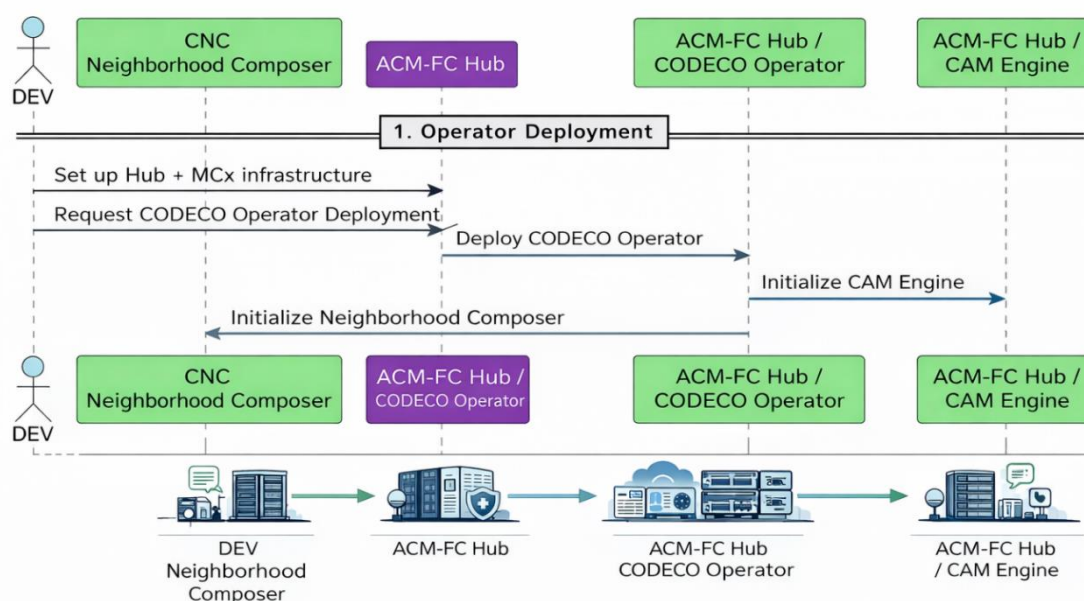 CNC
Neighborhood Composer
ACM-FC Hub
ACM-FC Hub /
CODECO Operator
ACM-FC Hub /
CAM Engine
DEV
1. Operator Deployment
Set up Hub + MCx infrastructure
Request CODECO Operator Deployment
Deploy CODECO Operator
Initialize CAM Engine
Initialize Neighborhood Composer
CNC
Neighborhood Composer
ACM-FC Hub /
CODECO Operator
ACM-FC Hub /
CODECO Operator
ACM-FC Hub /
CAM Engine
DEV
DEV
Neighborhood
Composer
ACM-FC Hub
ACM-FC Hub
CODECO Operator
ACM-FC Hub
/ CAM Engine